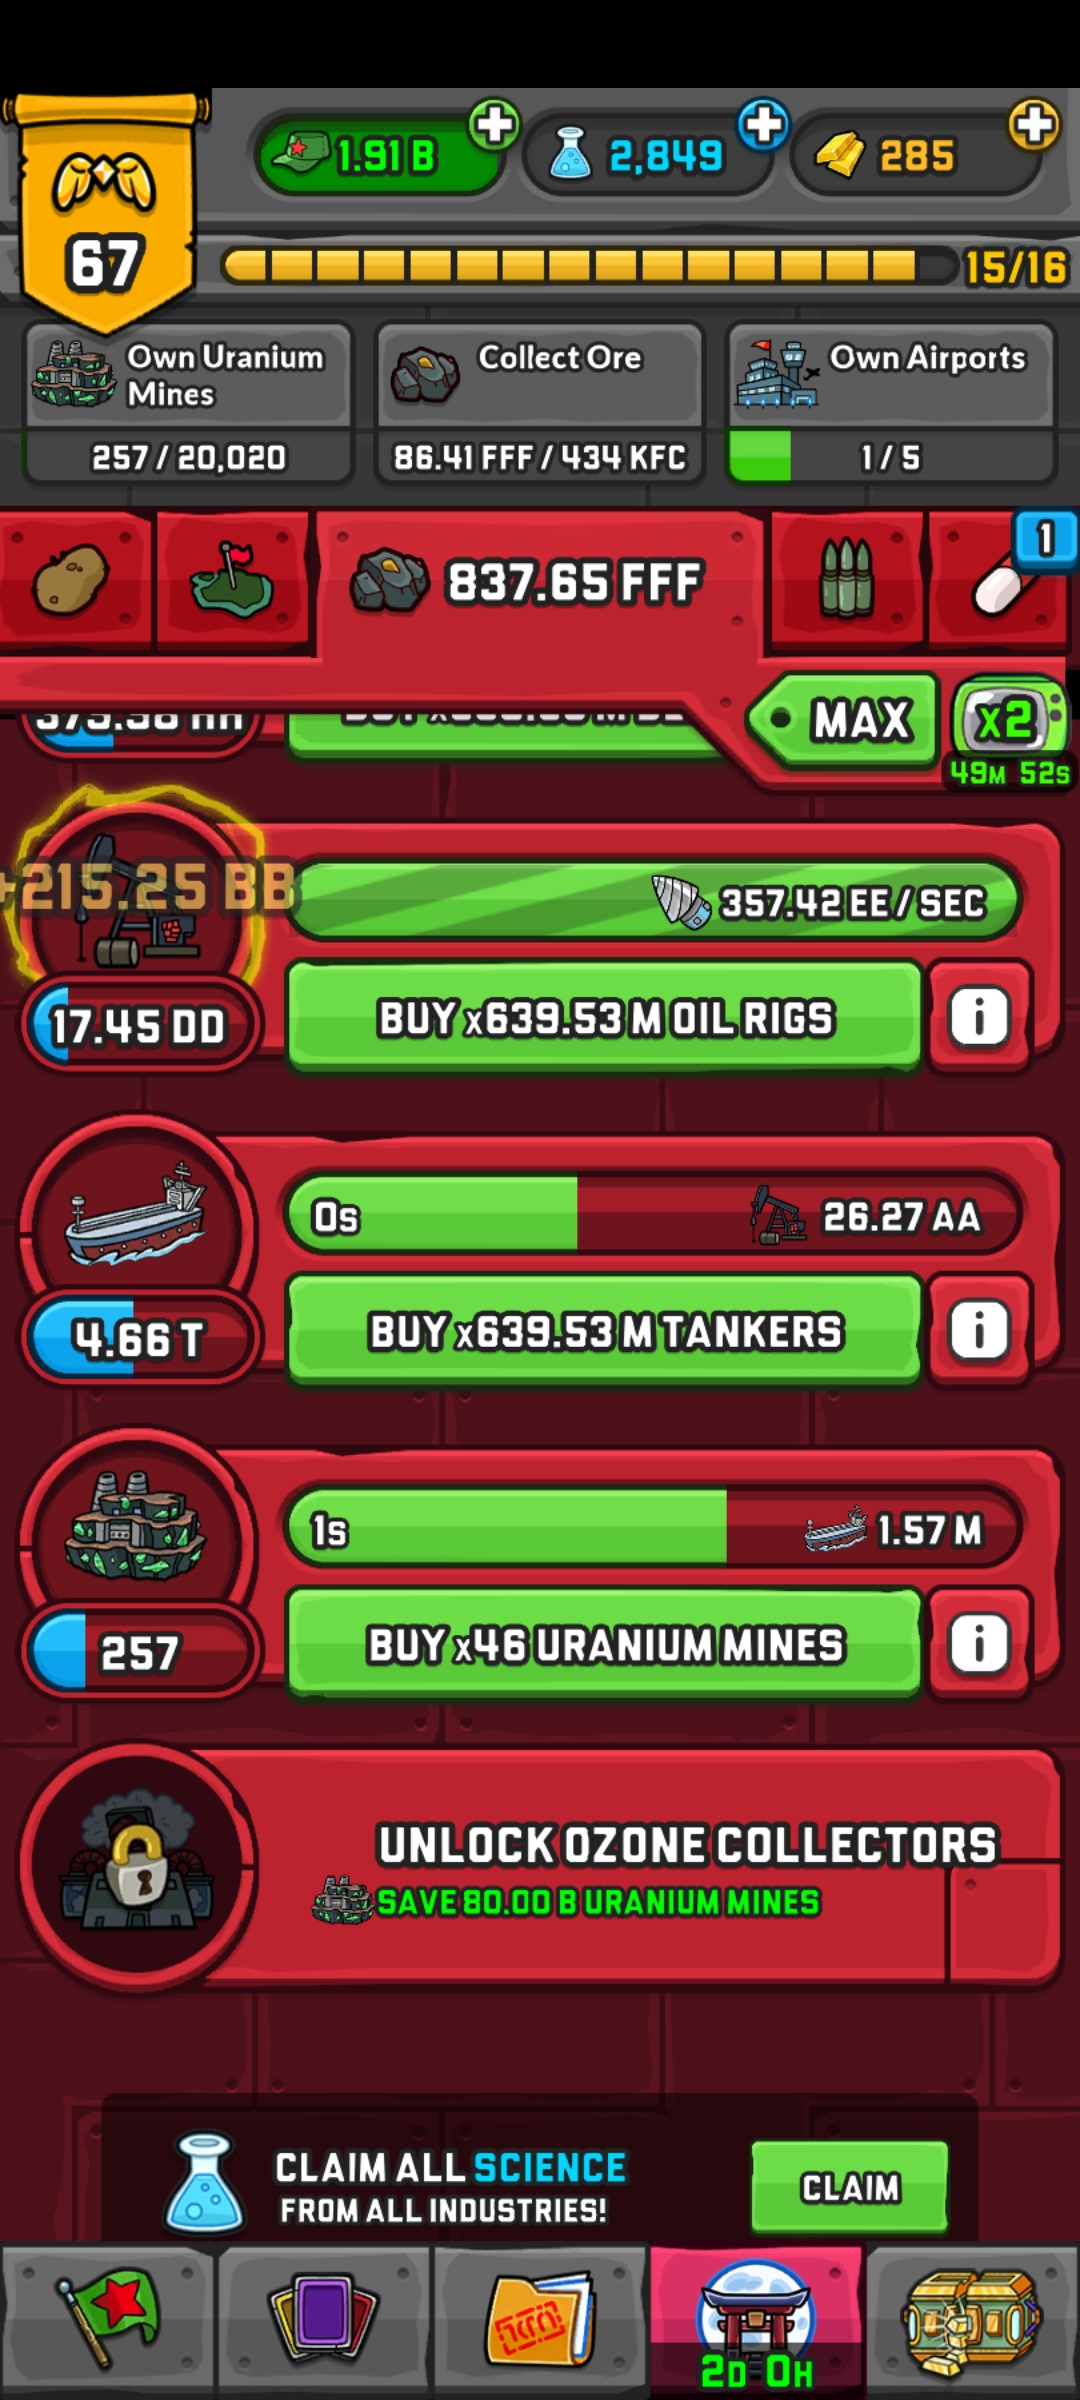 1.91 B
2,849
285
67
15/16
Own Uranium
Mines
Collect Ore
Own Airports
257 / 20,020
86.41 FFF / 434 KFC
1 / 5
837.65 FFF
1
MAX
x2
49M 52S
+215.25 BB
357.42 EE / SEC
17.45 DD
BUY x639.53 M OIL RIGS
i
0s
26.27 AA
4.66 T
BUY x639.53 M TANKERS
i
1s
1.57 M
257
BUY x46 URANIUM MINES
i
UNLOCK OZONE COLLECTORS
SAVE 80.00 B URANIUM MINES
CLAIM ALL SCIENCE
FROM ALL INDUSTRIES!
CLAIM
2D 0H